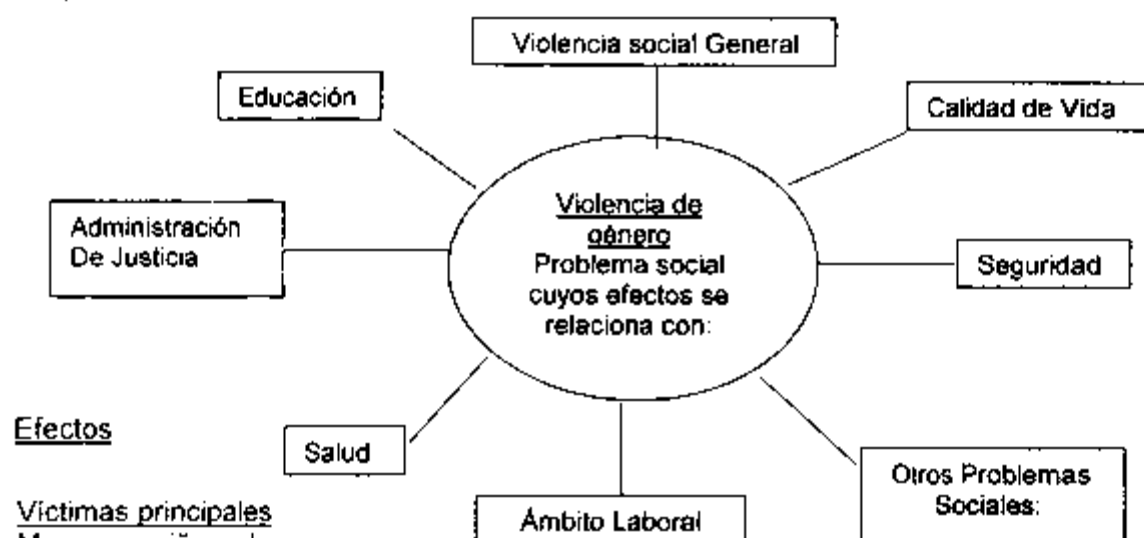 Violencia social General
Educación
Calidad de Vida
Administración
De Justicia
Violencia de
género
Problema social
cuyos efectos se
relaciona con:
Seguridad
Efectos
Salud
Otros Problemas
Sociales:
Víctimas principales
Ámbito Laboral